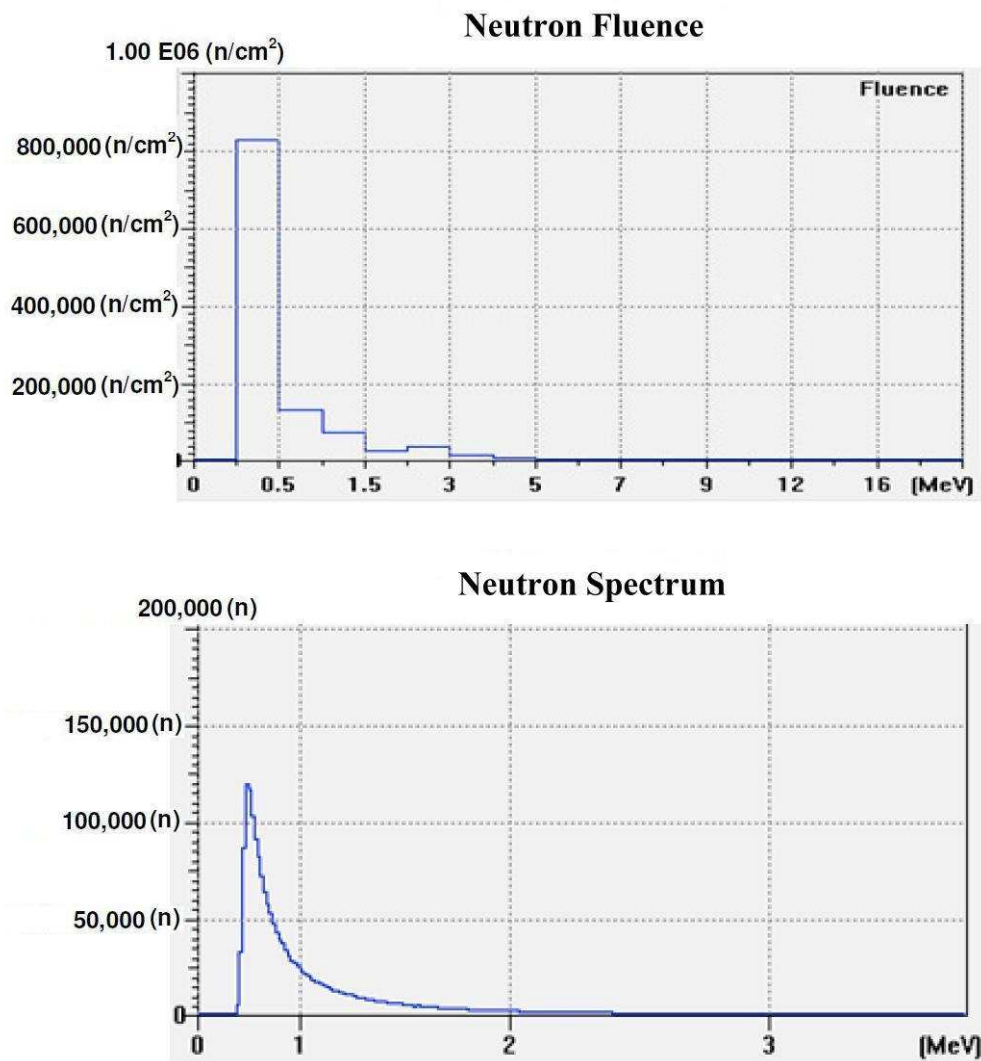 Neutron Fluence
1.00 E06 (n/cm²)
Fluence
800,000 (n/cm²)
600,000 (n/cm²)
400,000 (n/cm²)
200,000 (n/cm²)
0
0 0.5 1.5 3 5 7 9 12 16 [MeV]
Neutron Spectrum
200,000 (n)
150,000 (n)
100,000 (n)
50,000 (n)
0
0 1 2 3 [MeV]